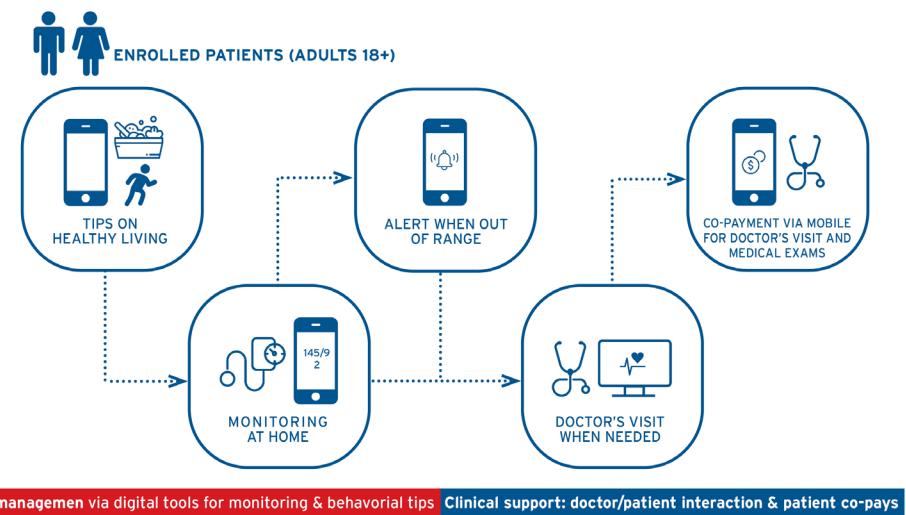 ENROLLED PATIENTS (ADULTS 18+)
TIPS ON
HEALTHY LIVING
ALERT WHEN OUT
OF RANGE
$
CO-PAYMENT VIA MOBILE
FOR DOCTOR'S VISIT AND
MEDICAL EXAMS
145/9
2
MONITORING
AT HOME
DOCTOR'S VISIT
WHEN NEEDED
managemen via digital tools for monitoring & behavorial tips
Clinical support: doctor/patient interaction & patient co-pays